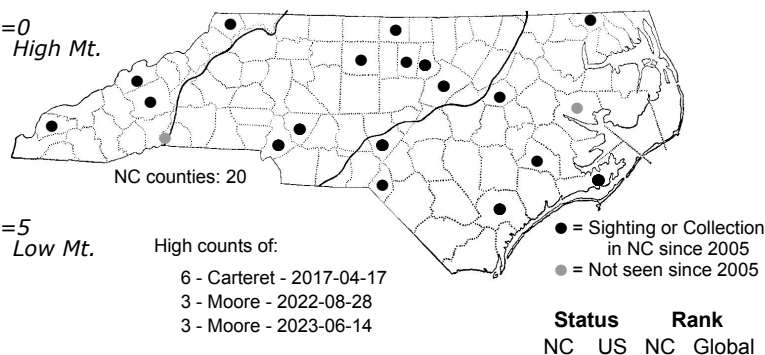 =0
High Mt.
NC counties: 20
=5
Low Mt.
High counts of:
6 - Carteret - 2017-04-17
3 - Moore - 2022-08-28
3 - Moore - 2023-06-14
● = Sighting or Collection
in NC since 2005
● = Not seen since 2005
Status Rank
NC US NC Global